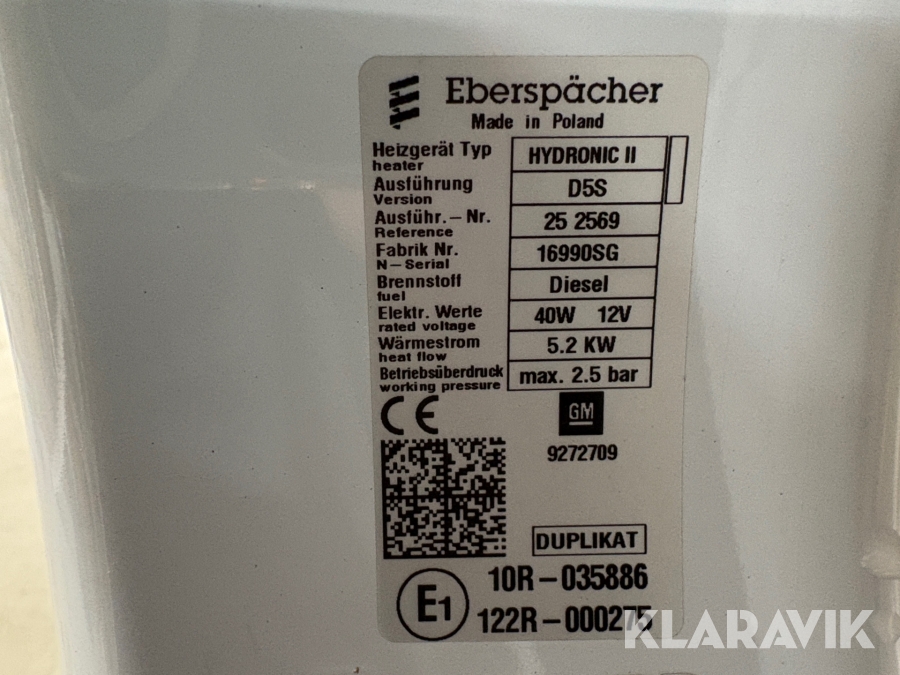 Eberspächer
Made in Poland
Heizgerät Typ HYDRONIC II
heater
Ausführung D5S
Version
Ausführ.-Nr. 25 2569
Reference
Fabrik Nr. 16990SG
N-Serial
Brennstoff Diesel
fuel
Elektr. Werte 40W 12V
rated voltage
Wärmestrom 5.2 KW
heat flow
Betriebsüberdruck max. 2.5 bar
working pressure
CE GM
9272709
DUPLIKAT
E1 10R-035886
122R-000275
KLARAVIK